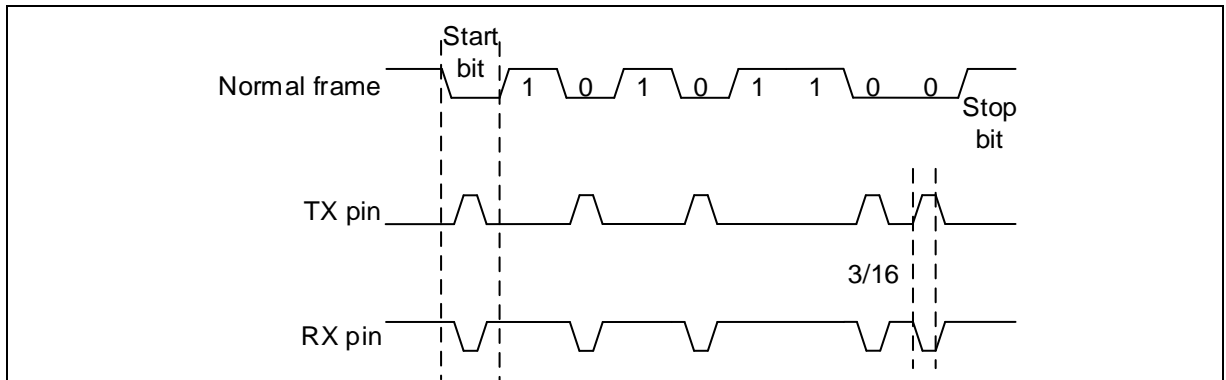 Start
bit
Normal frame
1 0 1 0 1 1 0 0
Stop
bit
TX pin
3/16
RX pin